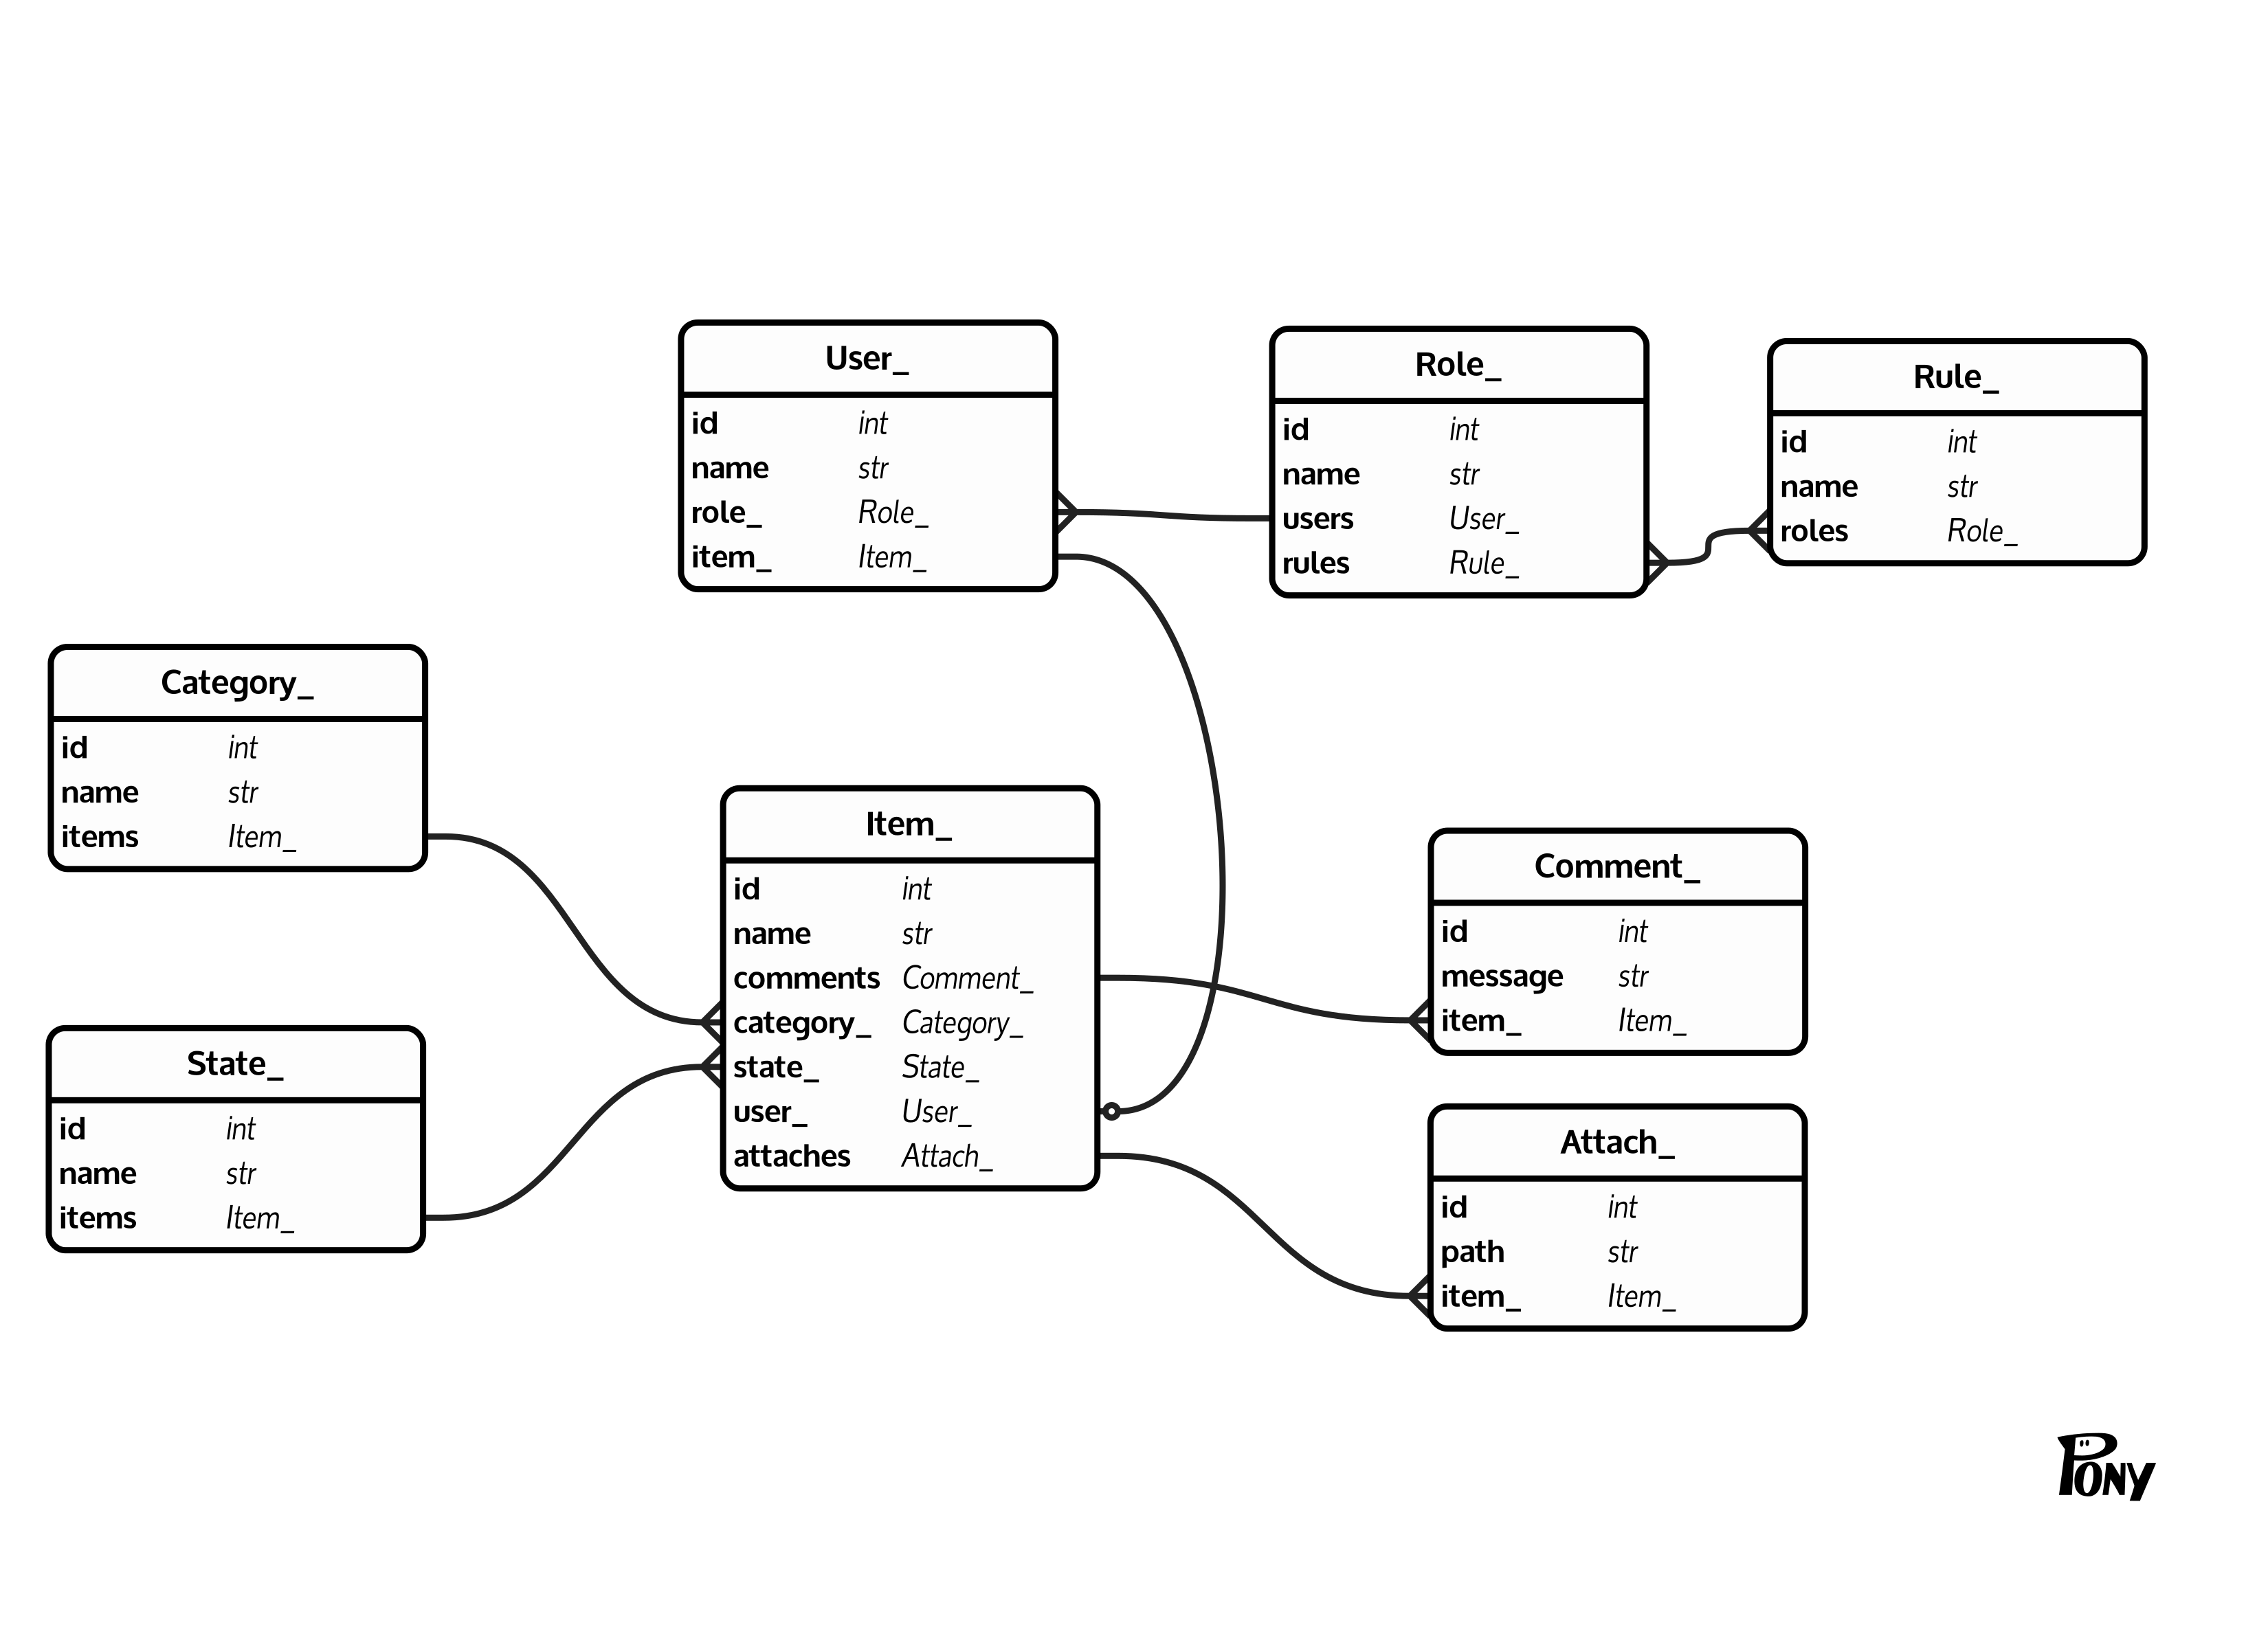 User_
id int
name str
role_ Role_
item_ Item_
Role_
id int
name str
users User_
rules Rule_
Rule_
id int
name str
roles Role_
Category_
id int
name str
items Item_
Item_
id int
name str
comments Comment_
category_ Category_
state_ State_
user_ User_
attaches Attach_
Comment_
id int
message str
item_ Item_
State_
id int
name str
items Item_
Attach_
id int
path str
item_ Item_
PONY